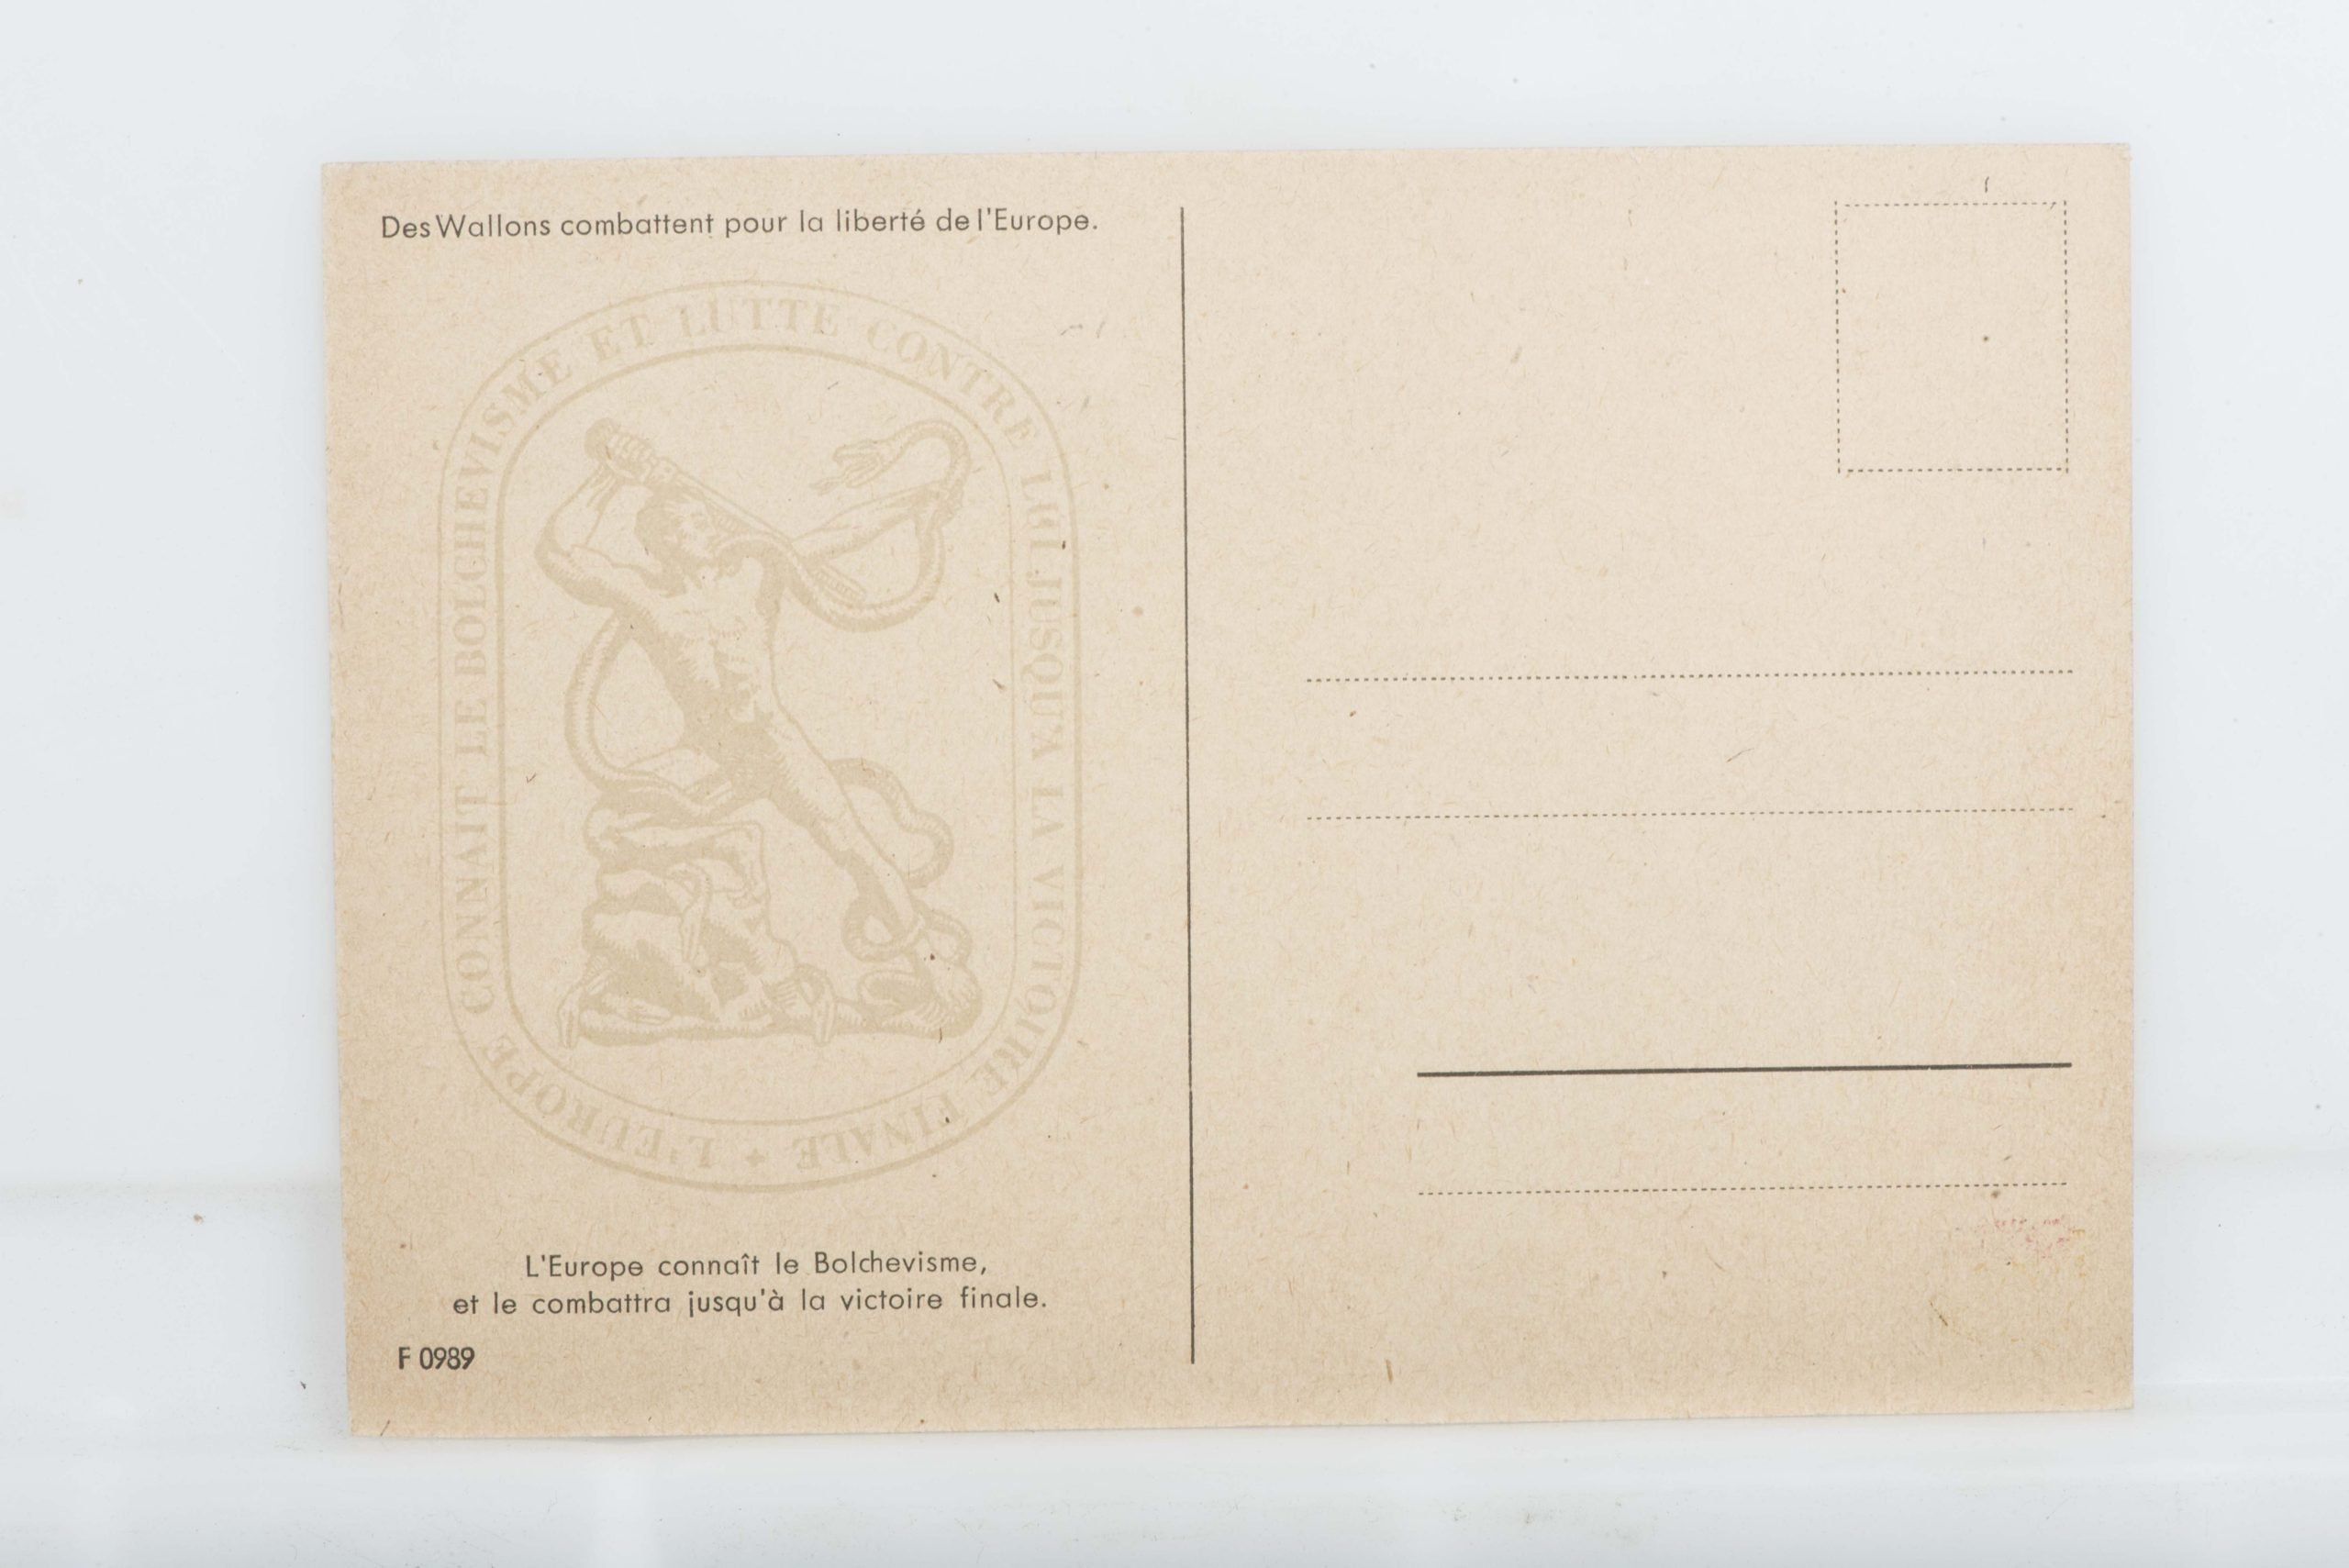 Des Wallons combattent pour la liberté de l'Europe.
L'EUROPE CONNAIT LE BOLCHEVISME ET LUTTE CONTRE LUI JUSQU'A LA VICTOIRE FINALE +
L'Europe connaît le Bolchevisme,
et le combattra jusqu'à la victoire finale.
F 0989